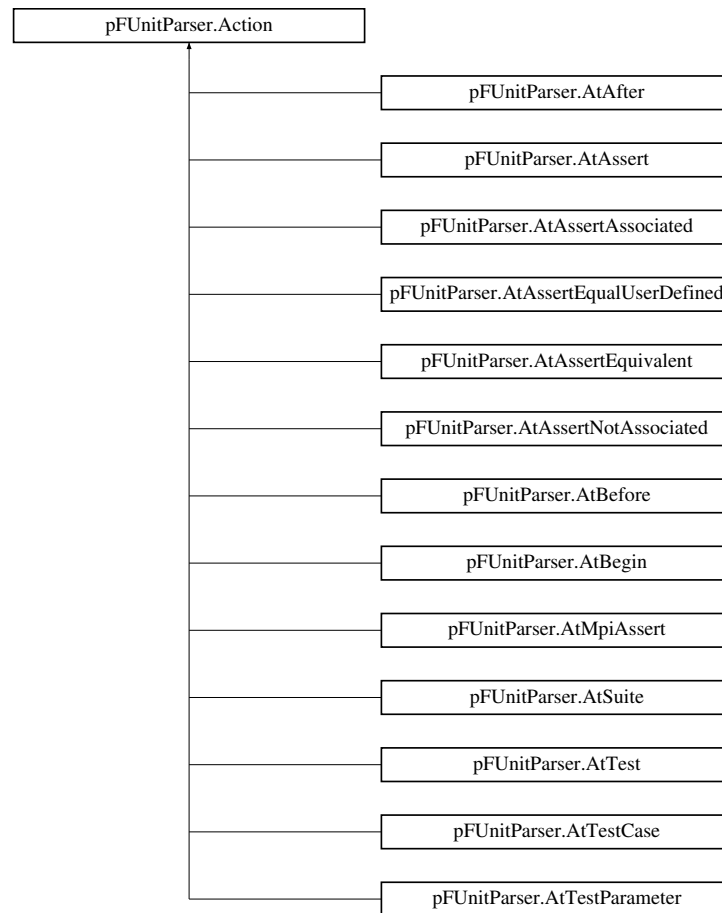 pFUnitParser.Action
pFUnitParser.AtAfter
pFUnitParser.AtAssert
pFUnitParser.AtAssertAssociated
pFUnitParser.AtAssertEqualUserDefined
pFUnitParser.AtAssertEquivalent
pFUnitParser.AtAssertNotAssociated
pFUnitParser.AtBefore
pFUnitParser.AtBegin
pFUnitParser.AtMpiAssert
pFUnitParser.AtSuite
pFUnitParser.AtTest
pFUnitParser.AtTestCase
pFUnitParser.AtTestParameter